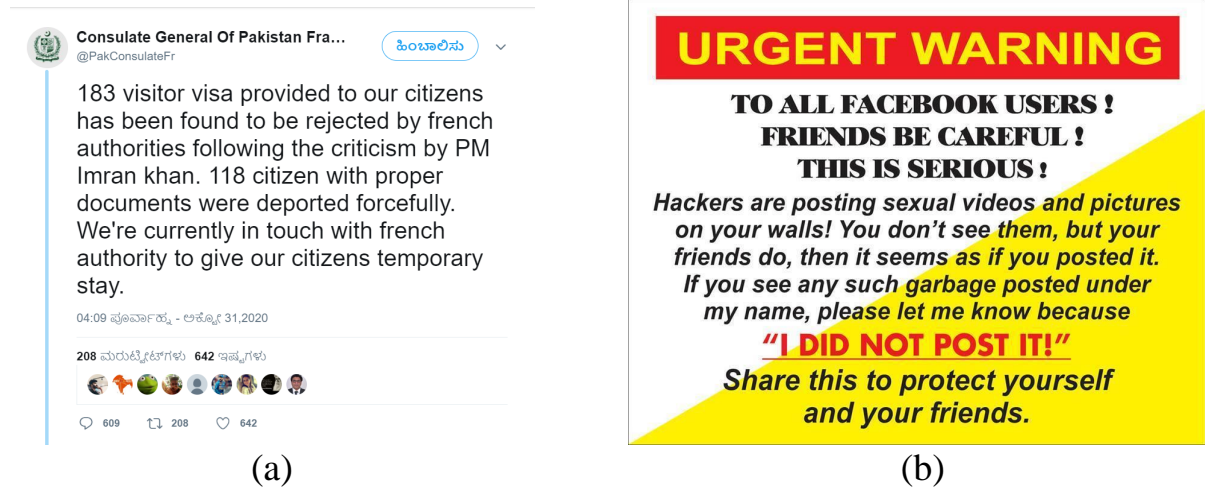 Consulate General Of Pakistan Fra...
@PakConsulateFr
ಹಿಂಬಾಲಿಸು
183 visitor visa provided to our citizens
has been found to be rejected by french
authorities following the criticism by PM
Imran khan. 118 citizen with proper
documents were deported forcefully.
We're currently in touch with french
authority to give our citizens temporary
stay.
04:09 ಪೂರ್ವಾಹ್ನ - ಅಕ್ಟೋ 31,2020
208 ಮರುಟ್ವೀಟ್‌ಗಳು 642 ಇಷ್ಟಗಳು
609 208 642
(a)
URGENT WARNING
TO ALL FACEBOOK USERS !
FRIENDS BE CAREFUL !
THIS IS SERIOUS !
Hackers are posting sexual videos and pictures
on your walls! You don't see them, but your
friends do, then it seems as if you posted it.
If you see any such garbage posted under
my name, please let me know because
“I DID NOT POST IT!”
Share this to protect yourself
and your friends.
(b)